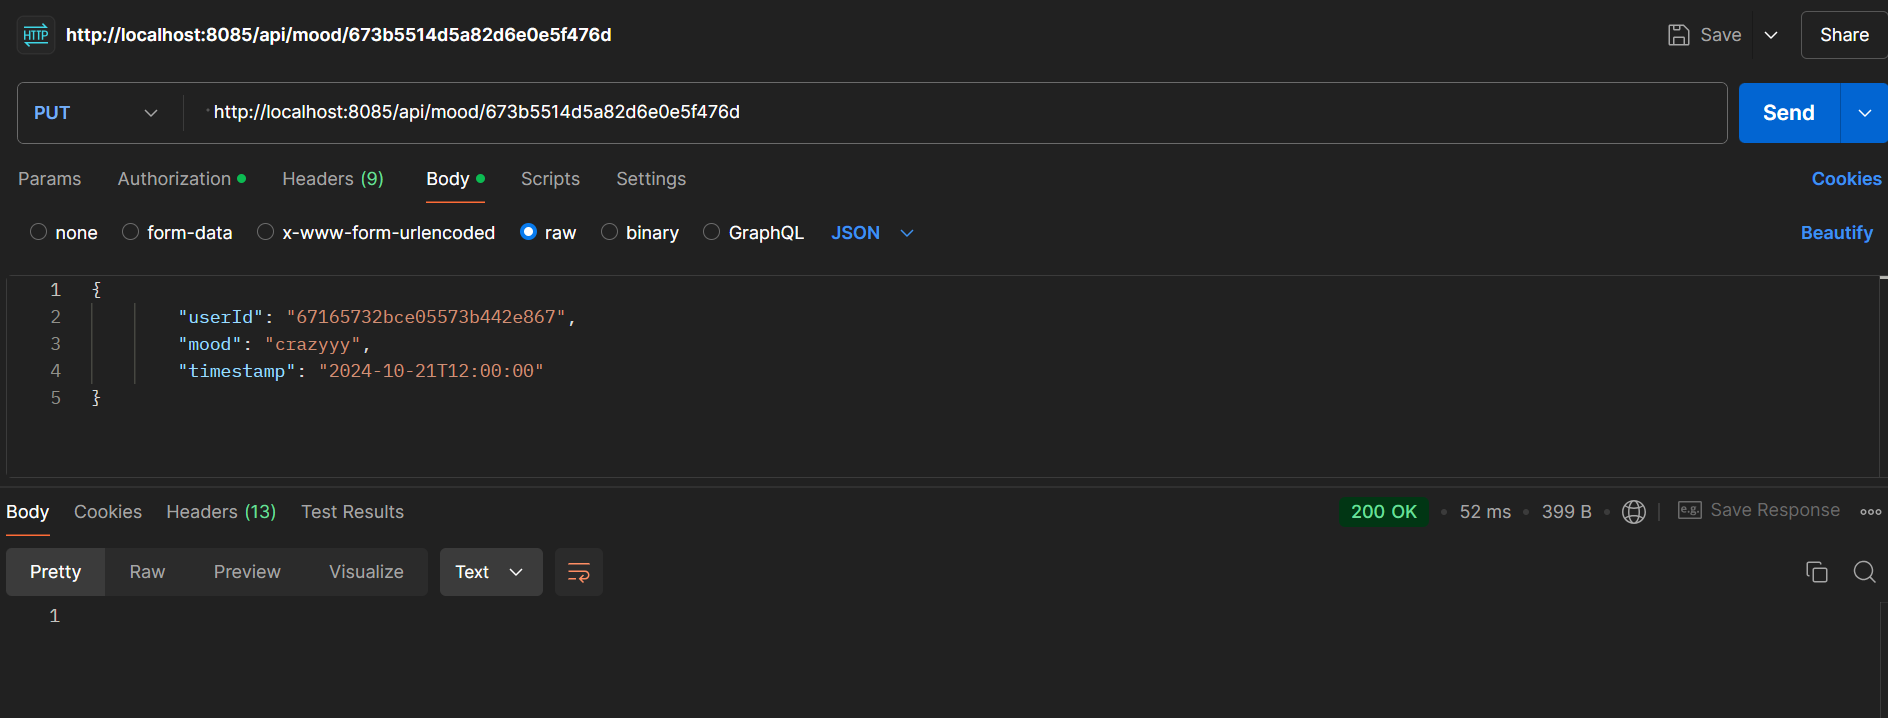 HTTP http://localhost:8085/api/mood/673b5514d5a82d6e0e5f476d Save Share
PUT http://localhost:8085/api/mood/673b5514d5a82d6e0e5f476d Send
Params Authorization Headers (9) Body Scripts Settings Cookies
none form-data x-www-form-urlencoded raw binary GraphQL JSON Beautify
1 {
2 "userId": "67165732bce05573b442e867",
3 "mood": "crazyyy",
4 "timestamp": "2024-10-21T12:00:00"
5 }
Body Cookies Headers (13) Test Results 200 OK • 52 ms • 399 B • e.g. Save Response
Pretty Raw Preview Visualize Text
1